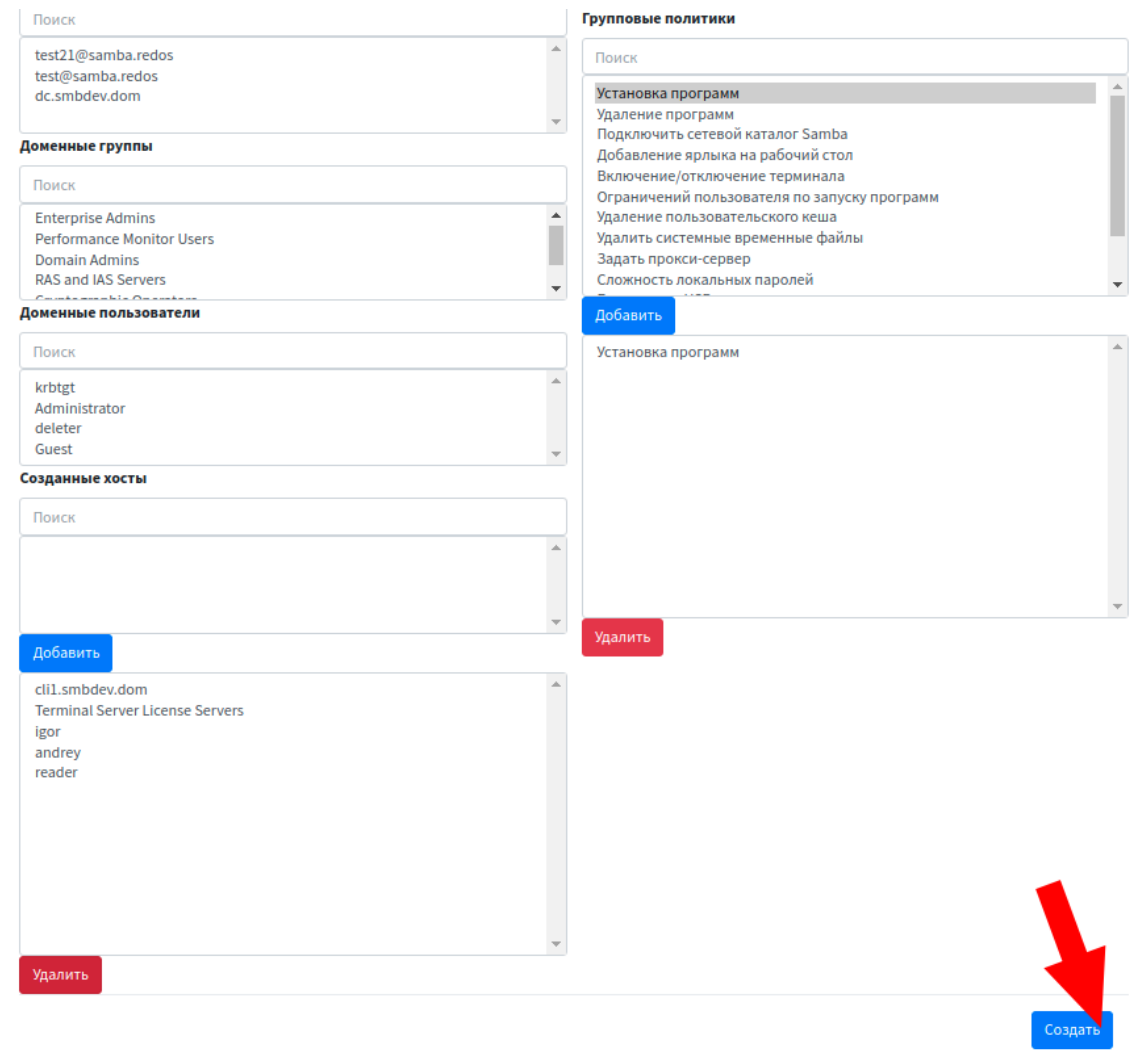 Поиск
test21@samba.redos
test@samba.redos
dc.smbdev.dom
Доменные группы
Поиск
Enterprise Admins
Performance Monitor Users
Domain Admins
RAS and IAS Servers
Доменные пользователи
Поиск
krbtgt
Administrator
deleter
Guest
Созданные хосты
Поиск
Добавить
cli1.smbdev.dom
Terminal Server License Servers
igor
andrey
reader
Удалить
Групповые политики
Поиск
Установка программ
Удаление программ
Подключить сетевой каталог Samba
Добавление ярлыка на рабочий стол
Включение/отключение терминала
Ограничений пользователя по запуску программ
Удаление пользовательского кеша
Удалить системные временные файлы
Задать прокси-сервер
Сложность локальных паролей
Добавить
Установка программ
Удалить
Создать